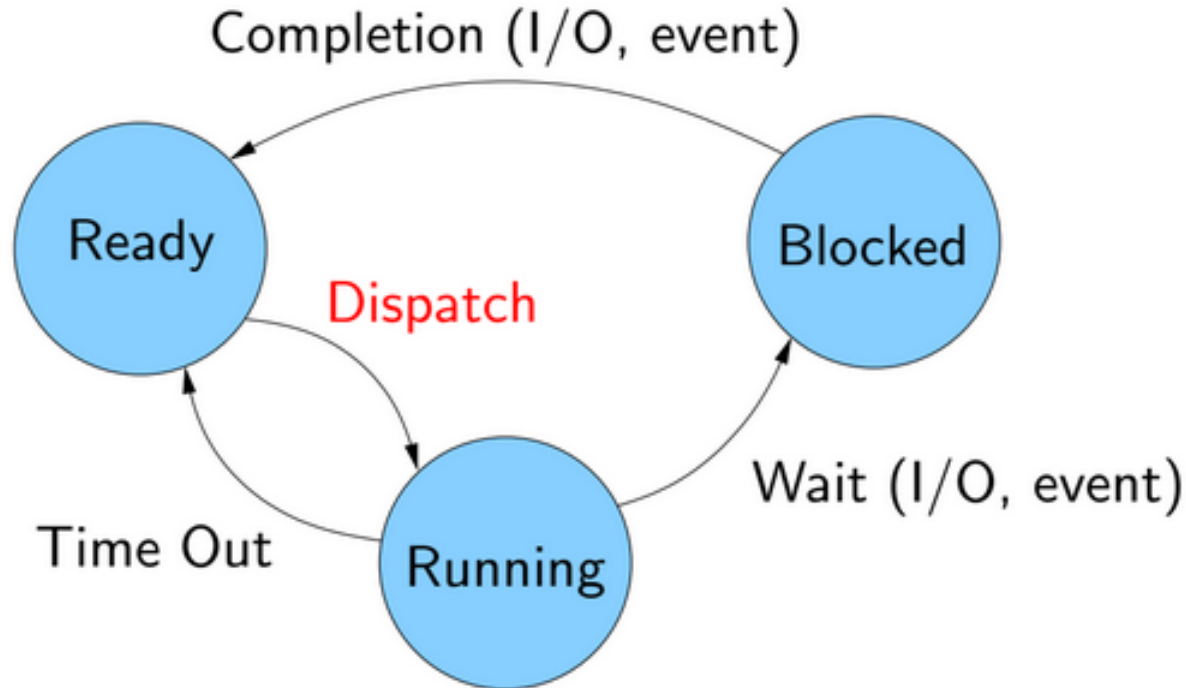 Completion (I/O, event)
Ready
Blocked
Dispatch
Wait (I/O, event)
Time Out
Running